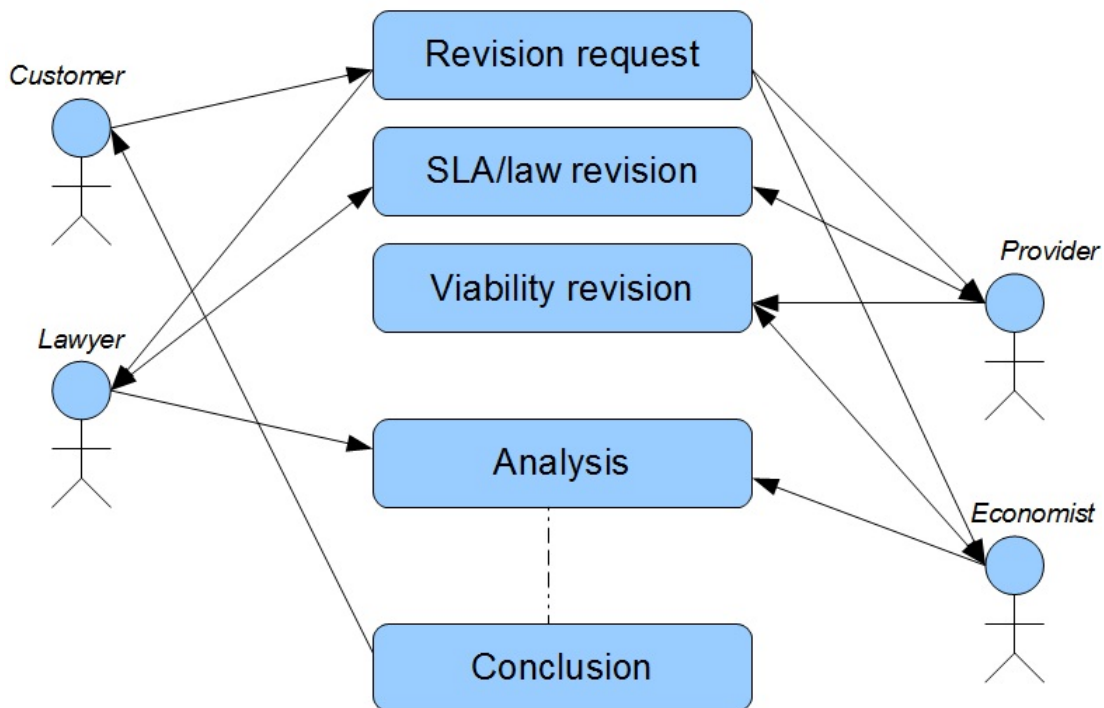 Revision request
Customer
SLA/law revision
Provider
Viability revision
Lawyer
Analysis
Economist
Conclusion